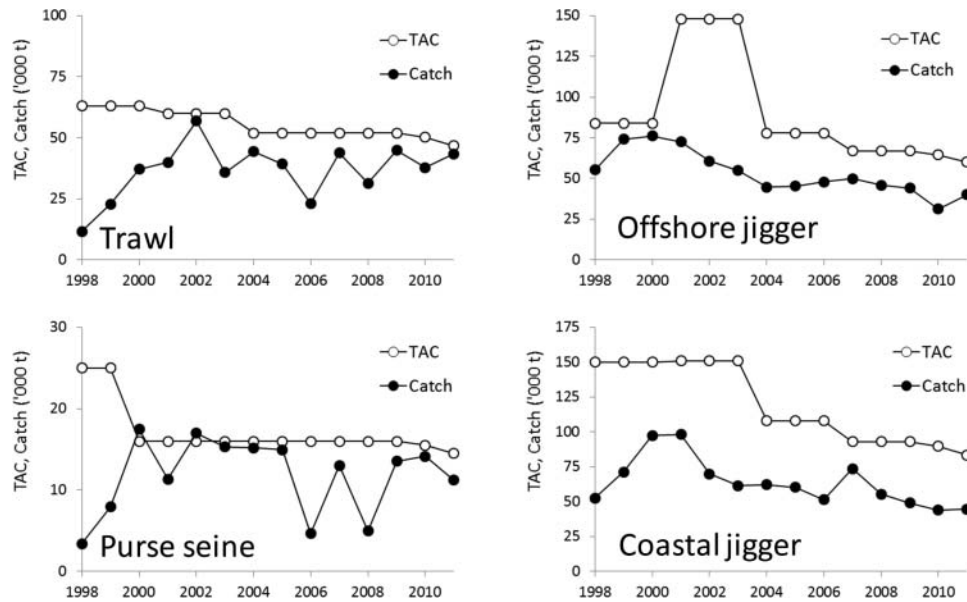 TAC, Catch ('000 t)
100
75
50
25
0
TAC
Catch
Trawl
1998 2000 2002 2004 2006 2008 2010
TAC, Catch ('000 t)
150
125
100
75
50
25
0
TAC
Catch
Offshore jigger
1998 2000 2002 2004 2006 2008 2010
TAC, Catch ('000 t)
30
20
10
0
TAC
Catch
Purse seine
1998 2000 2002 2004 2006 2008 2010
TAC, Catch ('000 t)
175
150
125
100
75
50
25
0
TAC
Catch
Coastal jigger
1998 2000 2002 2004 2006 2008 2010